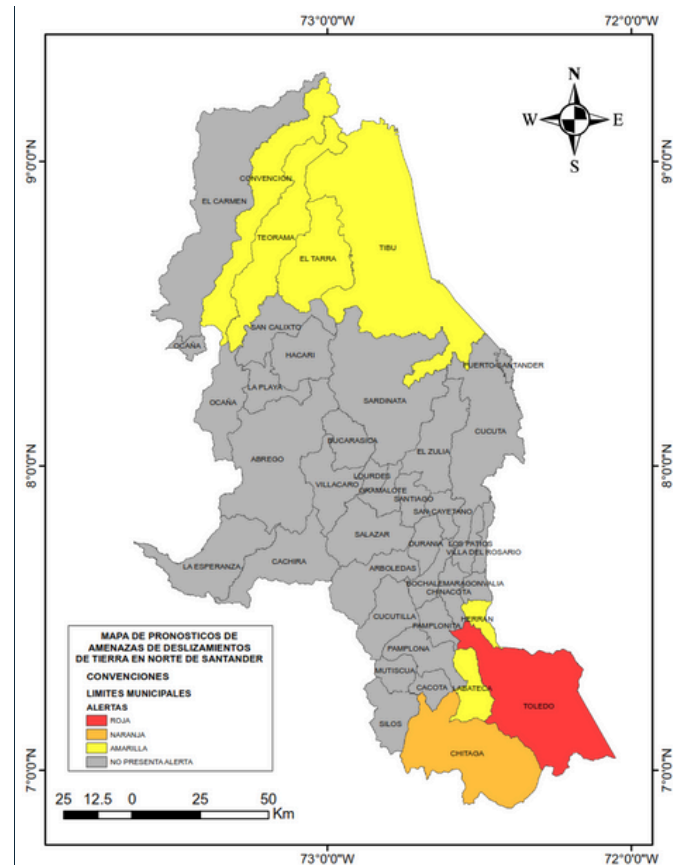 73°0'0"W 72°0'0"W
N
W E
S
9°0'0"N 9°0'0"N
CONVENCIÓN
EL CARMEN
TEORAMA
TIBU
EL TARRA
SAN CALIXTO
OCAÑA
HACARI
PUERTO SANTANDER
LA PLAYA
OCAÑA
SARDINATA
CUCUTA
BUCARASICA
EL ZULIA
8°0'0"N 8°0'0"N
ABREGO
LOURDES
VILLACARO
GRAMALOTE
SANTIAGO
SAN CAYETANO
SALAZAR
DURANIA
LOS PATIOS
VILLA DEL ROSARIO
LA ESPERANZA
CACHIRA
ARBOLEDAS
BOCHALEMA
RAGONVALIA
CHINACOTA
CUCUTILLA
HERRAN
PAMPLONITA
PAMPLONA
MUTISCUA
CACOTA
LABATECA
TOLEDO
SILOS
CHITAGA
7°0'0"N 7°0'0"N
MAPA DE PRONOSTICOS DE
AMENAZAS DE DESLIZAMIENTOS
DE TIERRA EN NORTE DE SANTANDER
CONVENCIONES
LIMITES MUNICIPALES
ALERTAS
ROJA
NARANJA
AMARILLA
NO PRESENTA ALERTA
25 12.5 0 25 50
Km
73°0'0"W 72°0'0"W